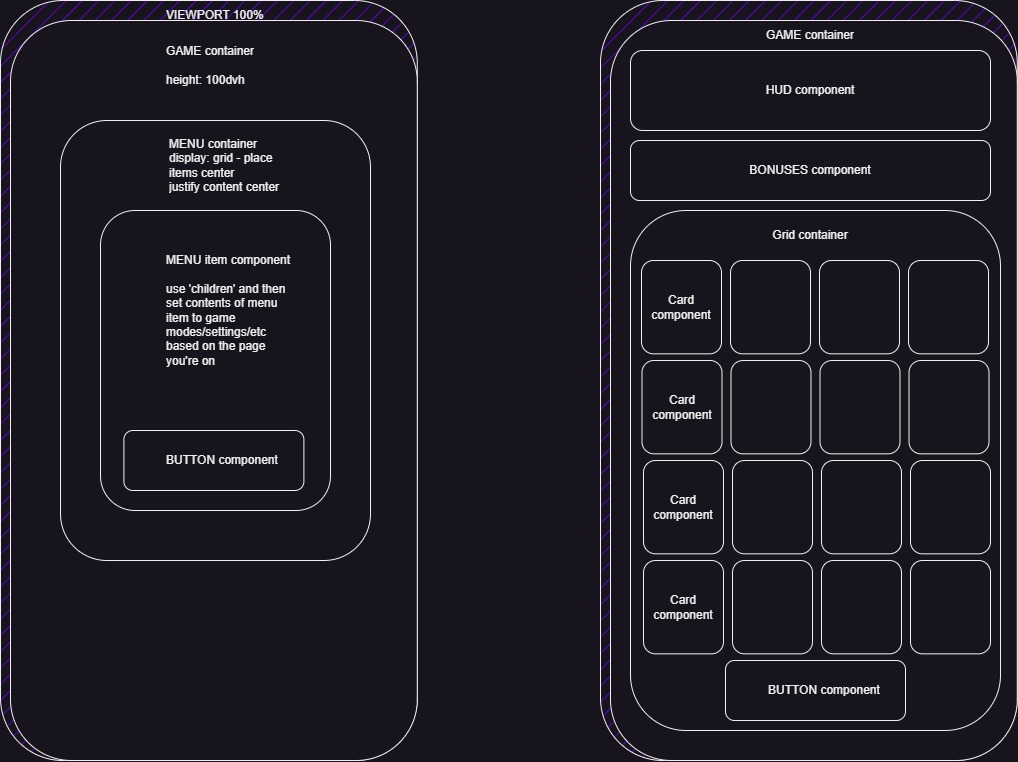 VIEWPORT 100%
GAME container
height: 100dvh
MENU container
display: grid - place
items center
justify content center
MENU item component
use 'children' and then
set contents of menu
item to game
modes/settings/etc
based on the page
you're on
BUTTON component
GAME container
HUD component
BONUSES component
Grid container
Card
component
Card
component
Card
component
Card
component
BUTTON component